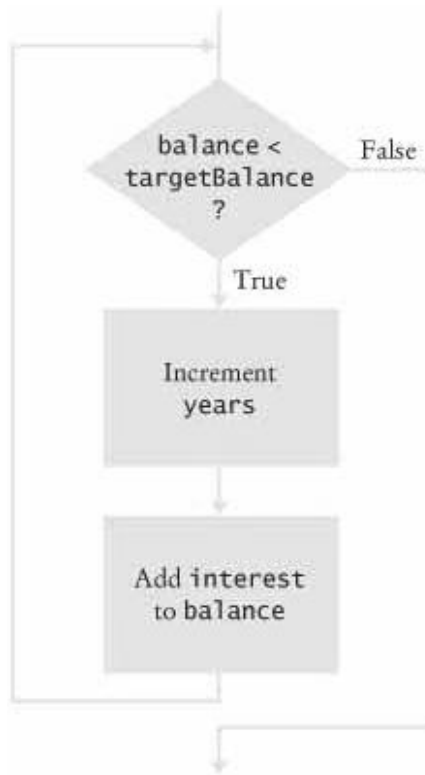 balance <
targetBalance
?
False
True
Increment
years
Add interest
to balance